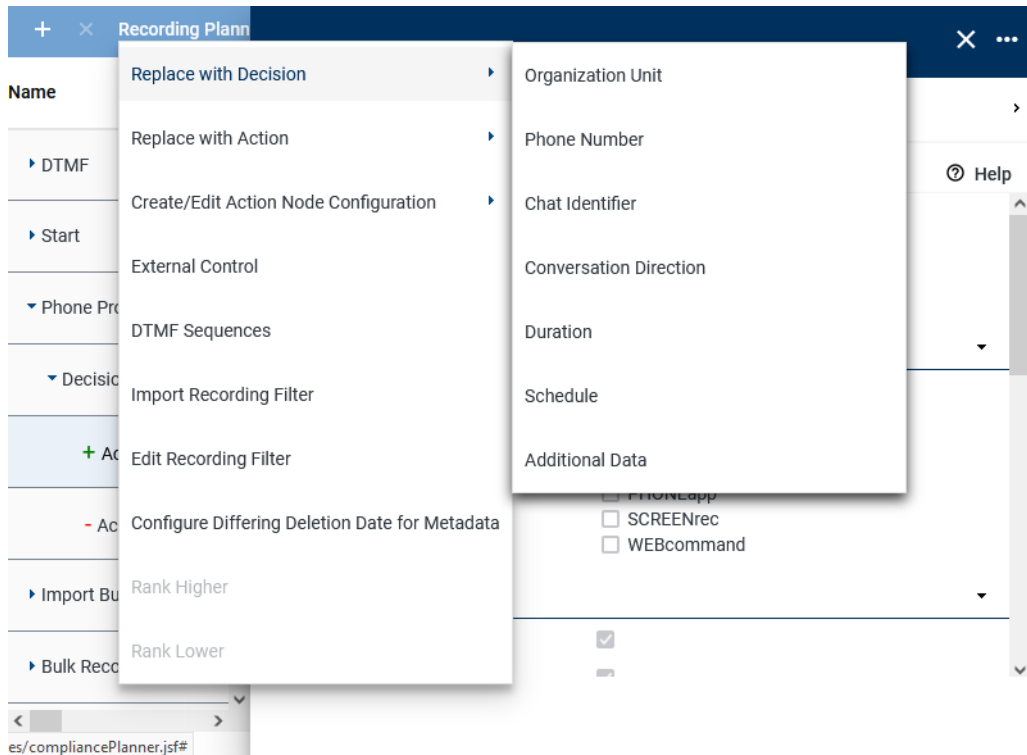 Recording Plann
Name
DTMF
Start
Phone Pro
Decisio
+ Ac
- Ac
Import Bu
Bulk Reco
es/compliancePlanner.jsf#
Replace with Decision
Replace with Action
Create/Edit Action Node Configuration
External Control
DTMF Sequences
Import Recording Filter
Edit Recording Filter
Configure Differing Deletion Date for Metadata
Rank Higher
Rank Lower
Organization Unit
Phone Number
Chat Identifier
Conversation Direction
Duration
Schedule
Additional Data
Help
PHONEapp
SCREENrec
WEBcommand